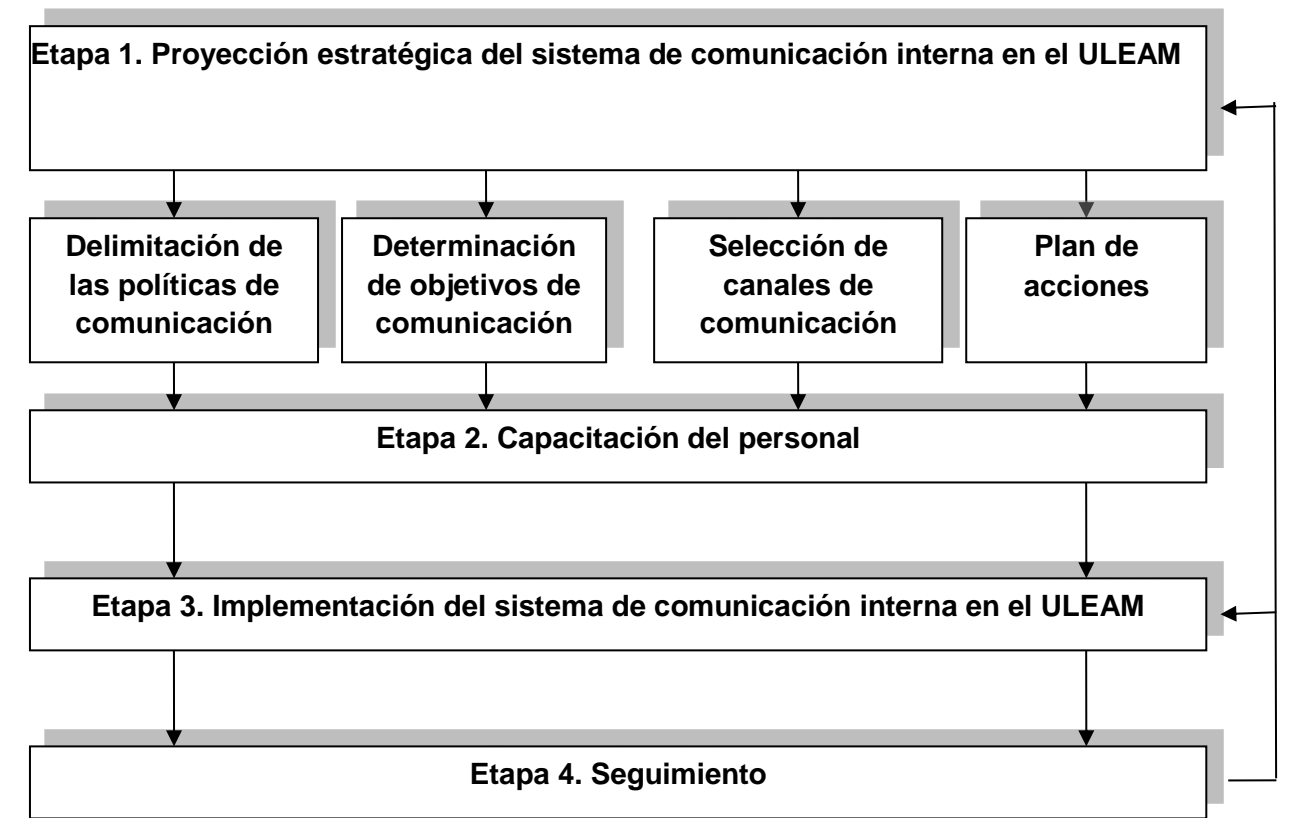 Etapa 1. Proyección estratégica del sistema de comunicación interna en el ULEAM
Delimitación de
las políticas de
comunicación
Determinación
de objetivos de
comunicación
Selección de
canales de
comunicación
Plan de
acciones
Etapa 2. Capacitación del personal
Etapa 3. Implementación del sistema de comunicación interna en el ULEAM
Etapa 4. Seguimiento